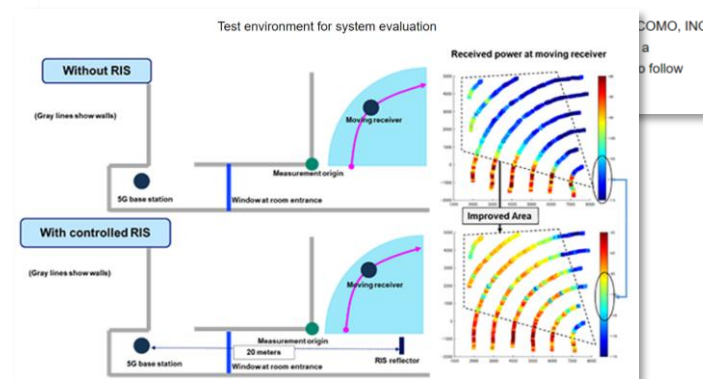 Test environment for system evaluation
COMO, INC
a
o follow
Without RIS
(Gray lines show walls)
5G base station
Window at room entrance
Measurement origin
Moving receiver
Received power at moving receiver
With controlled RIS
(Gray lines show walls)
5G base station
20 meters
Window at room entrance
Measurement origin
Moving receiver
RIS reflector
Improved Area